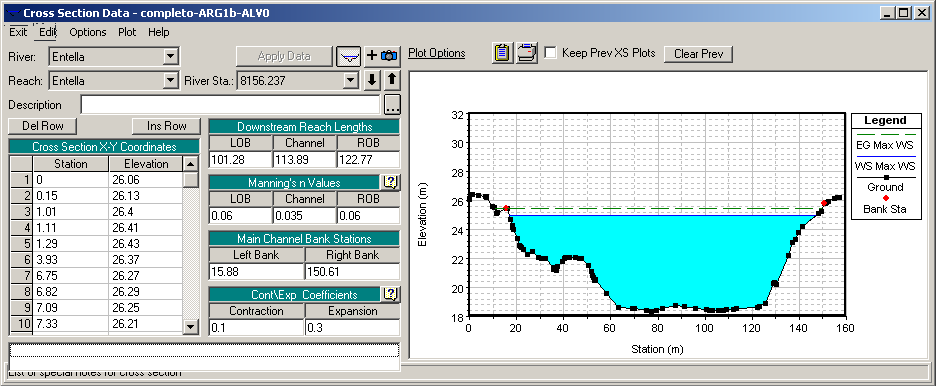 Cross Section Data - completo-ARG1b-ALV0
Exit Edit Options Plot Help
River: Entella Apply Data
Reach: Entella River Sta.: 8156.237
Description ...
Del Row Ins Row
Cross Section X-Y Coordinates
Station Elevation
1 0 26.06
2 0.15 26.13
3 1.01 26.4
4 1.11 26.41
5 1.29 26.43
6 3.93 26.37
7 6.75 26.27
8 6.82 26.29
9 7.09 26.25
10 7.33 26.21
Downstream Reach Lengths
LOB Channel ROB
101.28 113.89 122.77
Manning's n Values ?
LOB Channel ROB
0.06 0.035 0.06
Main Channel Bank Stations
Left Bank Right Bank
15.88 150.61
Cont\Exp Coefficients ?
Contraction Expansion
0.1 0.3
List of special notes for cross section
Plot Options Keep Prev XS Plots Clear Prev
32
30
28
26
24
22
20
18
Elevation (m)
0 20 40 60 80 100 120 140 160
Station (m)
Legend
EG Max WS
WS Max WS
Ground
Bank Sta